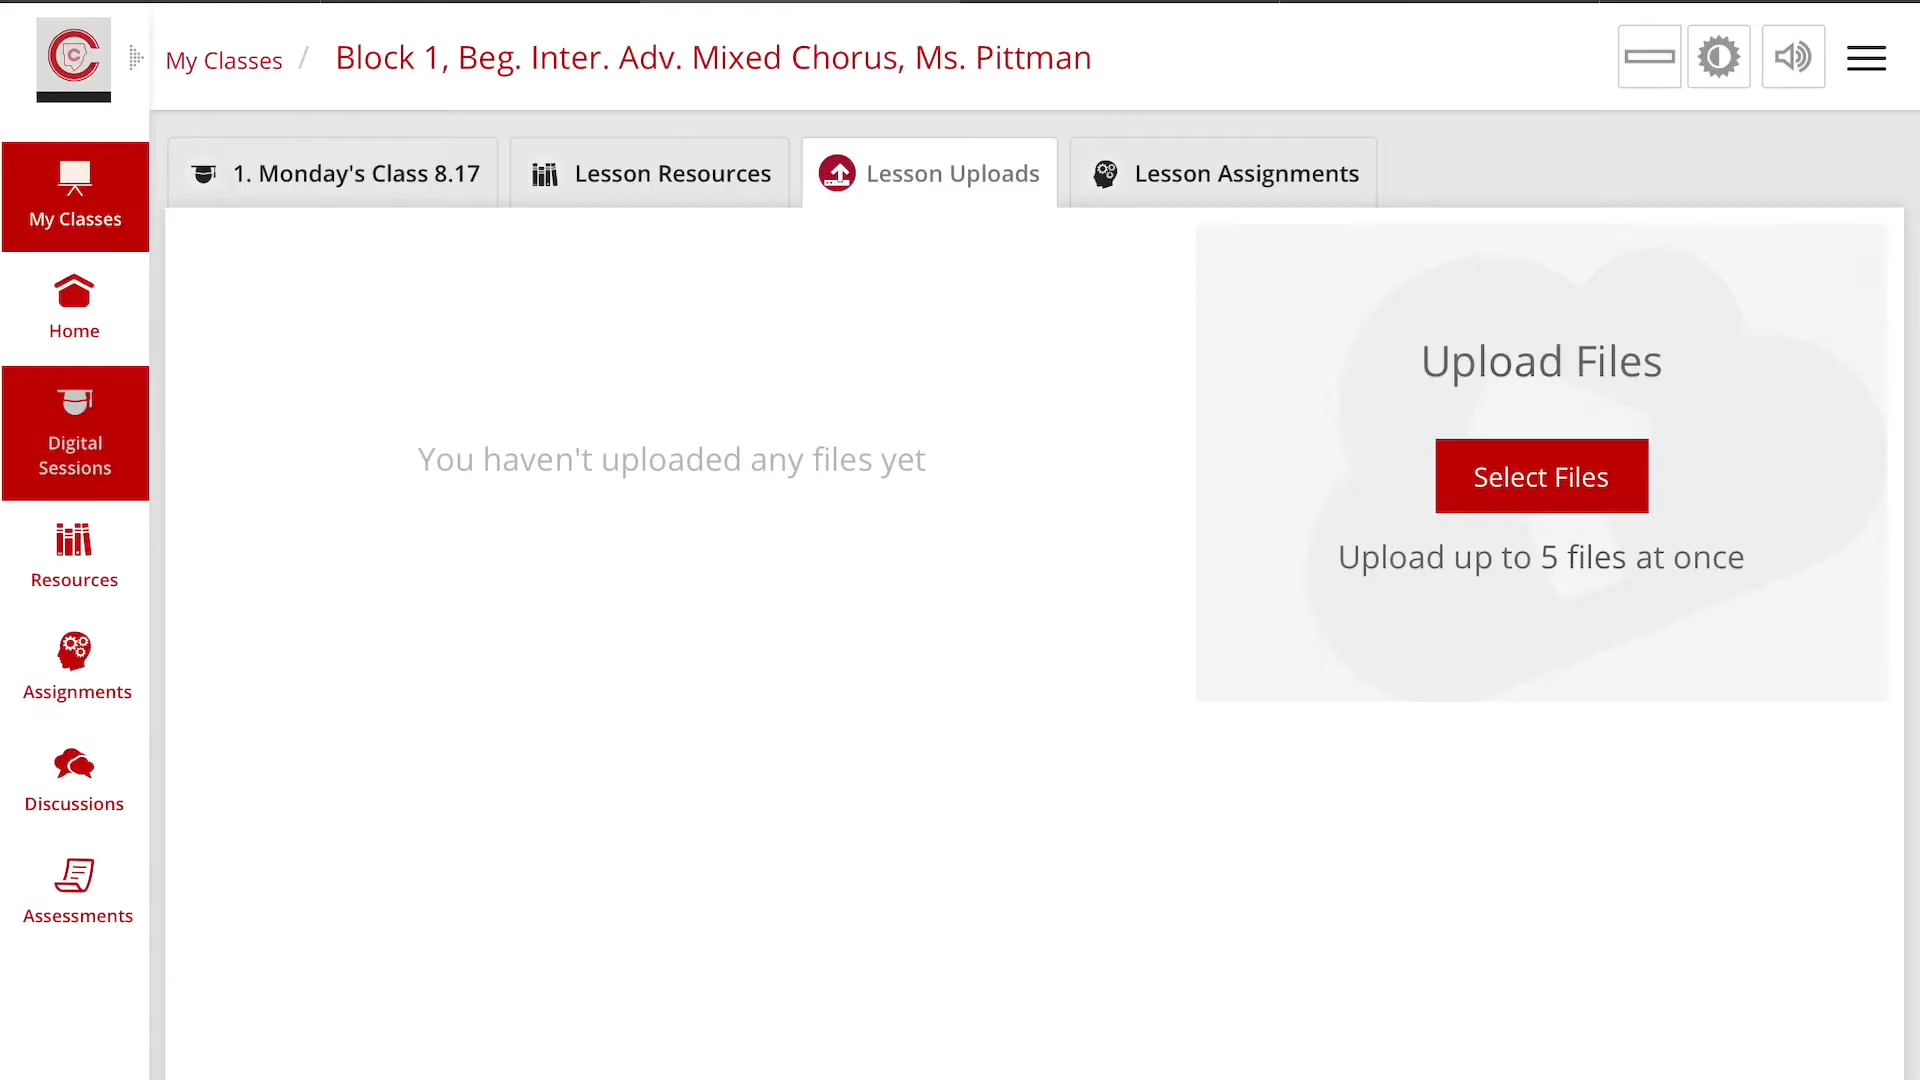 My Classes / Block 1, Beg. Inter. Adv. Mixed Chorus, Ms. Pittman
1. Monday's Class 8.17
Lesson Resources
Lesson Uploads
Lesson Assignments
My Classes
Home
Digital
Sessions
Resources
Assignments
Discussions
Assessments
You haven't uploaded any files yet
Upload Files
Select Files
Upload up to 5 files at once